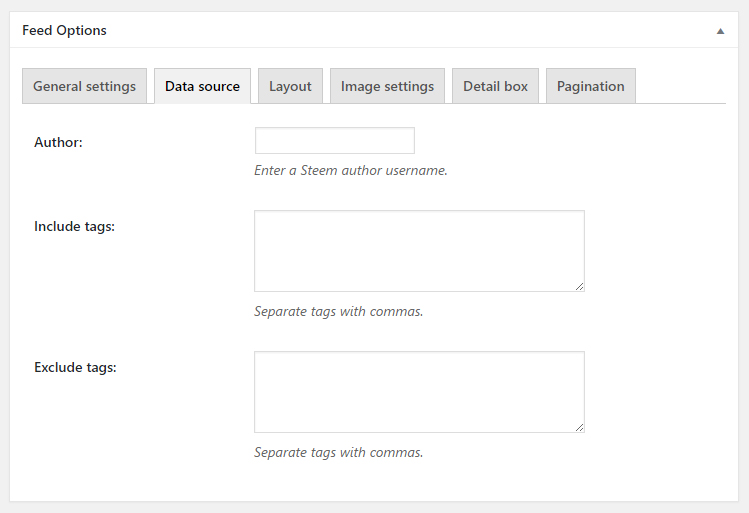 Feed Options
General settings Data source Layout Image settings Detail box Pagination
Author:
Enter a Steem author username.
Include tags:
Separate tags with commas.
Exclude tags:
Separate tags with commas.